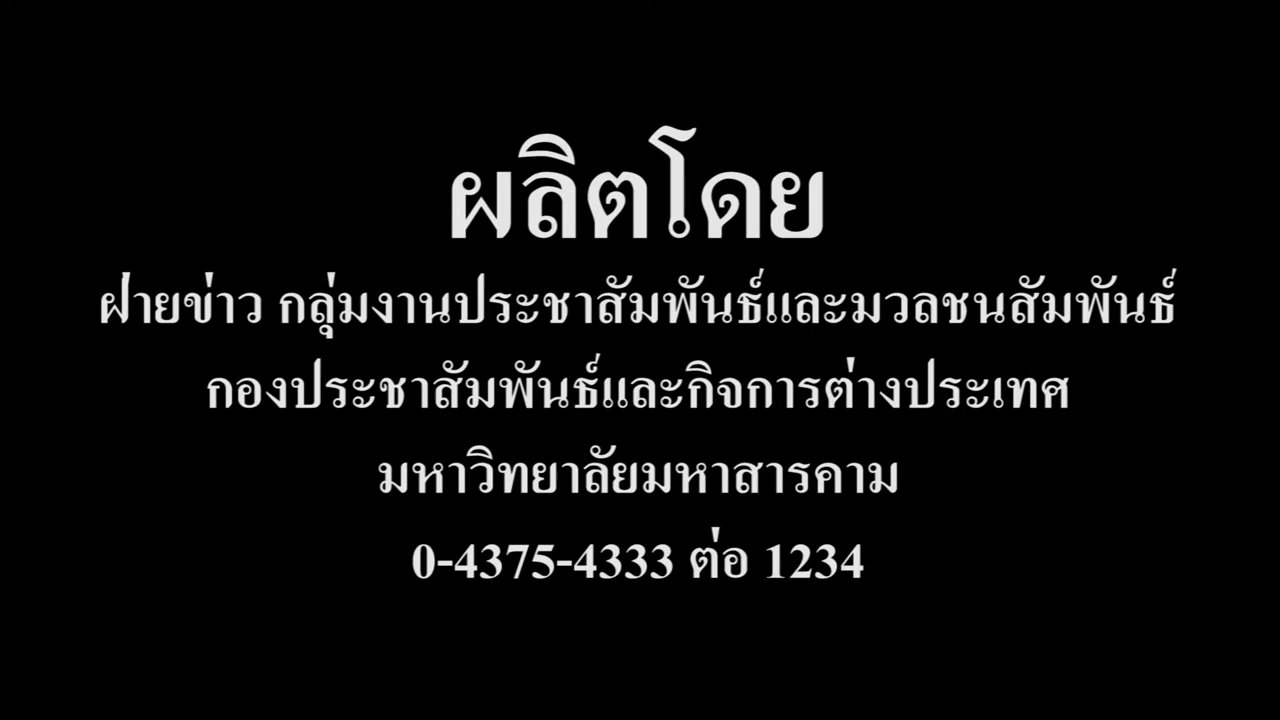 ผลิตโดย
ฝ่ายข่าว กลุ่มงานประชาสัมพันธ์และมวลชนสัมพันธ์
กองประชาสัมพันธ์และกิจการต่างประเทศ
มหาวิทยาลัยมหาสารคาม
0-4375-4333 ต่อ 1234